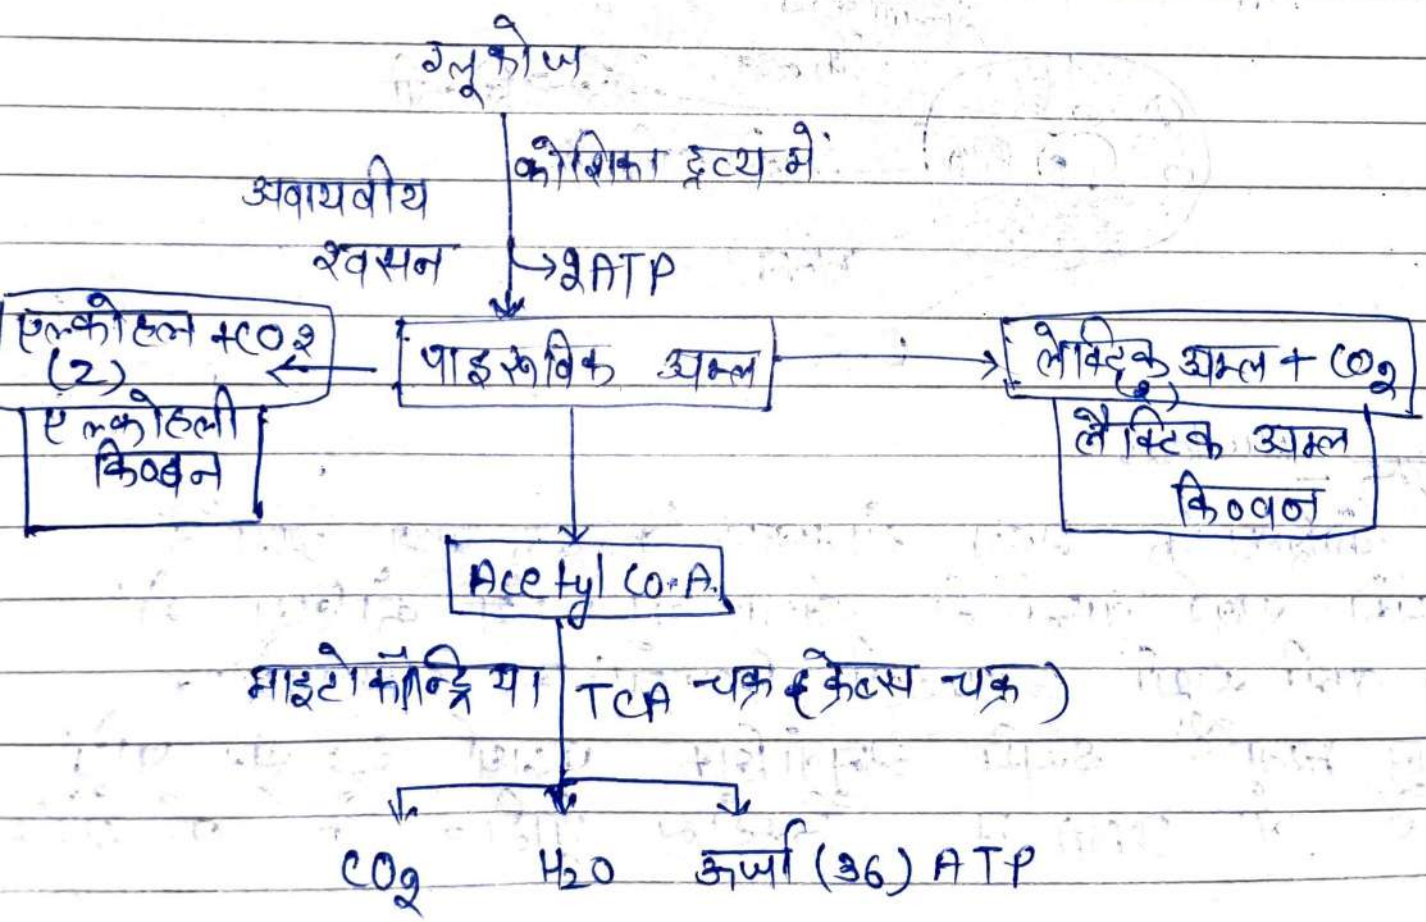 ग्लूकोज
कोशिका द्रव्य में
अवायवीय
श्वसन
→2ATP
एल्कोहल +CO2
(2)
पाइरूविक अम्ल
लेक्टिक अम्ल + CO2
(2)
एल्कोहली
किण्वन
लैक्टिक अम्ल
किण्वन
Acetyl CO.A.
माइटोकॉन्ड्रिया
TCA चक्र (क्रेब्स चक्र)
CO2
H2O
ऊर्जा (36) ATP